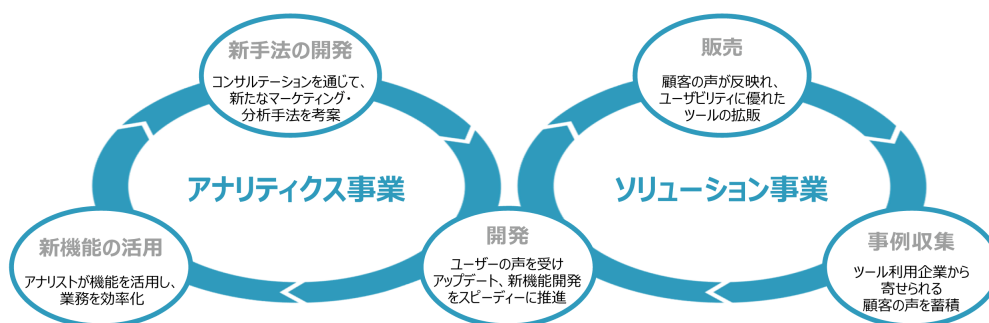 新手法の開発
コンサルテーションを通じて、
新たなマーケティング・
分析手法を考案
アナリティクス事業
新機能の活用
アナリストが機能を活用し、
業務を効率化
開発
ユーザーの声を受け
アップデート、新機能開発
をスピーディーに推進
販売
顧客の声が反映れ、
ユーザビリティに優れた
ツールの拡販
ソリューション事業
事例収集
ツール利用企業から
寄せられる
顧客の声を蓄積